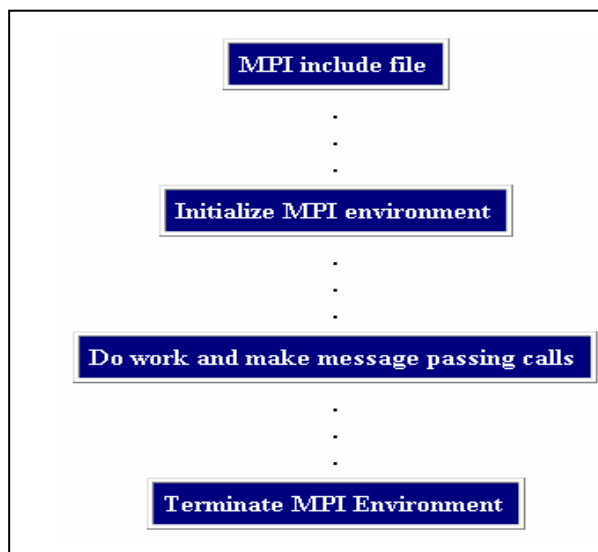 MPI include file
Initialize MPI environment
Do work and make message passing calls
Terminate MPI Environment